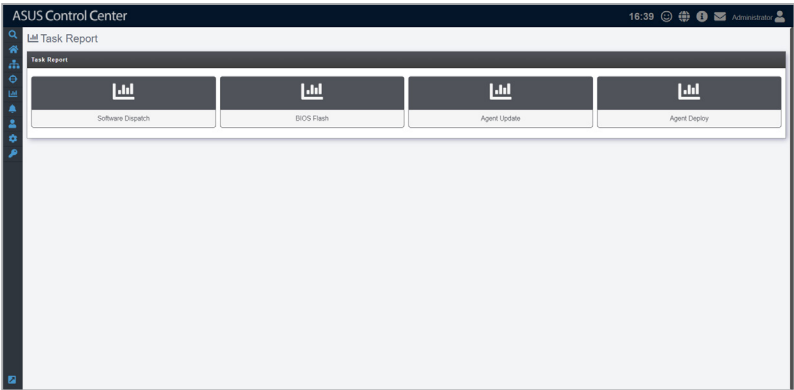 ASUS Control Center
16:39 Administrator
Task Report
Task Report
Software Dispatch
BIOS Flash
Agent Update
Agent Deploy